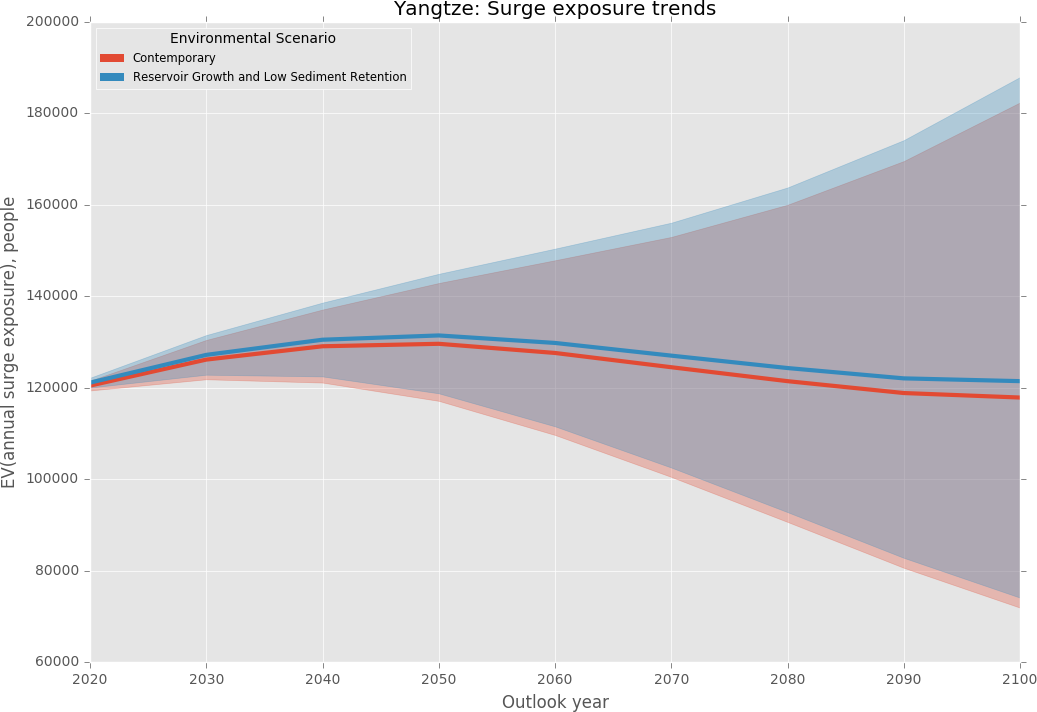 Yangtze: Surge exposure trends
Environmental Scenario
Contemporary
Reservoir Growth and Low Sediment Retention
EV(annual surge exposure), people
200000
180000
160000
140000
120000
100000
80000
60000
2020 2030 2040 2050 2060 2070 2080 2090 2100
Outlook year